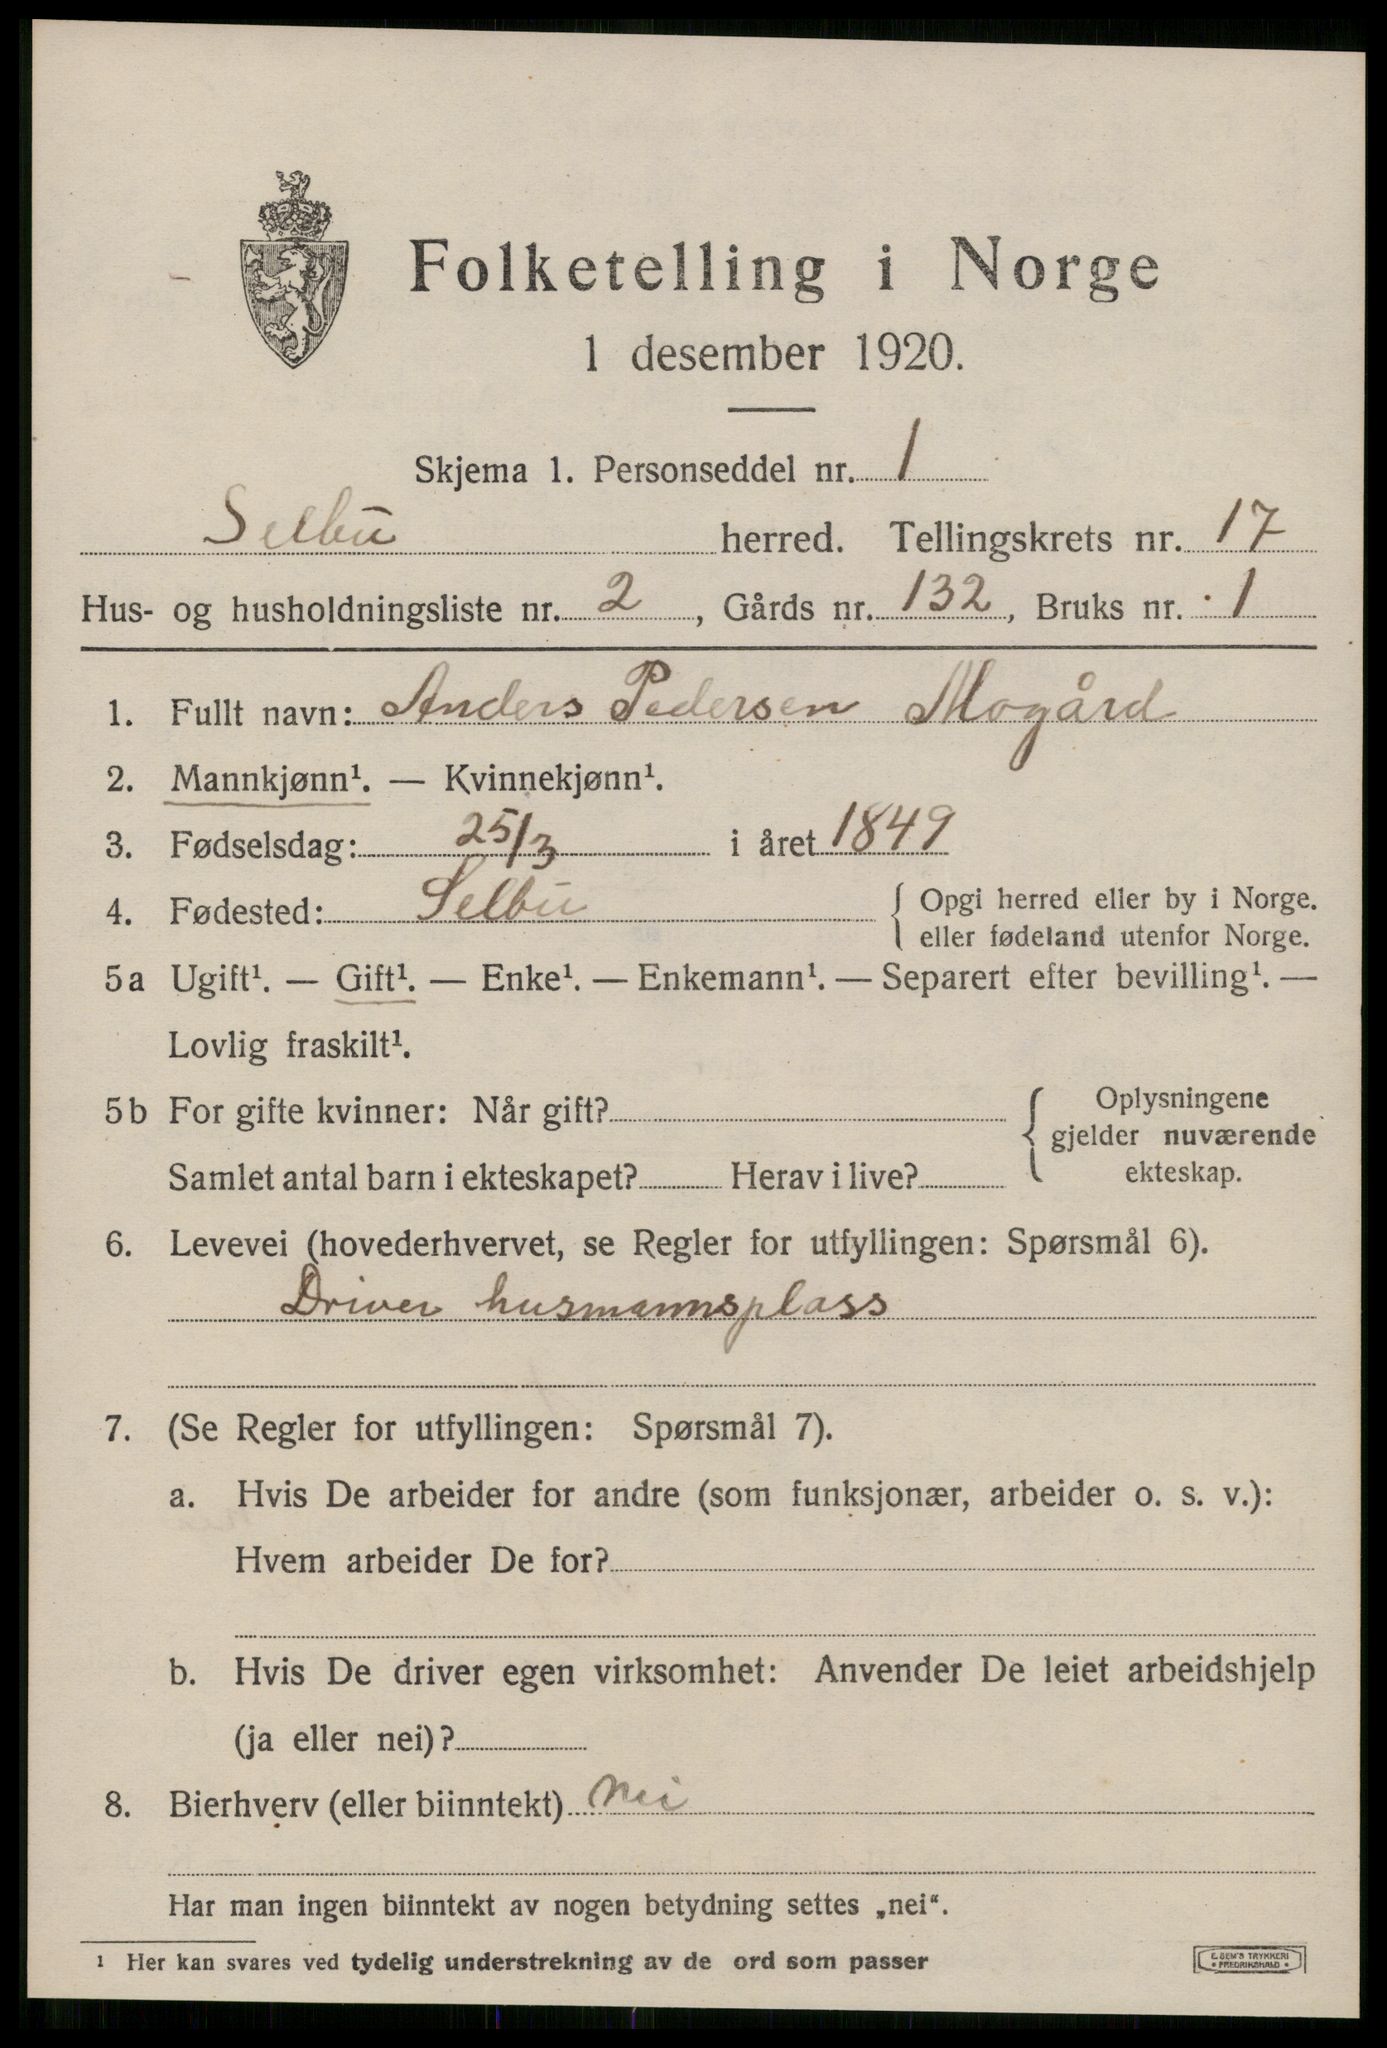 Folketelling i Norge
1 desember 1920.
Skjema 1. Personseddel nr. 1
Selbu herred. Tellingskrets nr. 17
Hus- og husholdningsliste nr. 2, Gårds nr. 132, Bruks nr. 1
1. Fullt navn: Anders Pedersen Mogård
2. Mannkjønn¹. — Kvinnekjønn¹.
3. Fødselsdag: 25/3 i året 1849
4. Fødested: Selbu { Opgi herred eller by i Norge.
eller fødeland utenfor Norge.
5a Ugift¹. — Gift¹. — Enke¹. — Enkemann¹. — Separert efter bevilling¹. —
Lovlig fraskilt¹.
5b For gifte kvinner: Når gift? { Oplysningene
gjelder nuværende
Samlet antal barn i ekteskapet? Herav i live? ekteskap.
6. Levevei (hovederhvervet, se Regler for utfyllingen: Spørsmål 6).
Driver husmannsplass
7. (Se Regler for utfyllingen: Spørsmål 7).
a. Hvis De arbeider for andre (som funksjonær, arbeider o. s. v.):
Hvem arbeider De for?
b. Hvis De driver egen virksomhet: Anvender De leiet arbeidshjelp
(ja eller nei)?
8. Bierhverv (eller biinntekt) Nei
Har man ingen biinntekt av nogen betydning settes „nei“.
¹ Her kan svares ved tydelig understrekning av de ord som passer
E. SEM'S TRYKKERI
• FREDRIKSHALD •